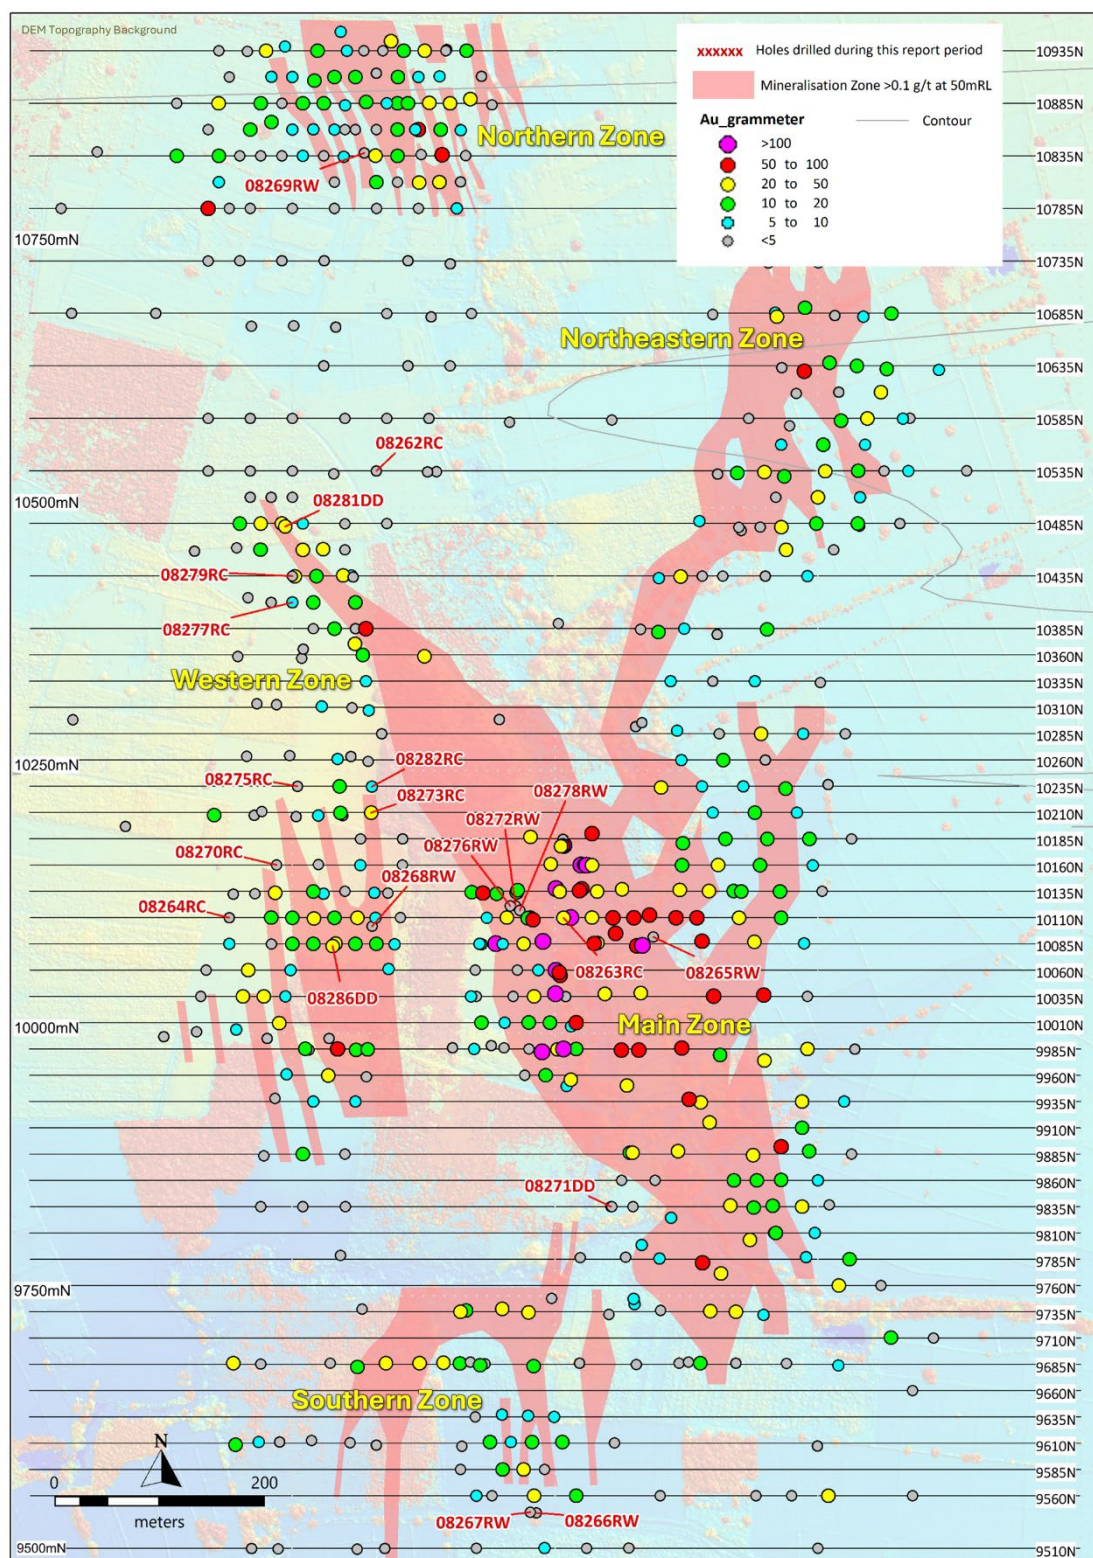 DEM Topography Background
xxxxxx Holes drilled during this report period
Mineralisation Zone >0.1 g/t at 50mRL
Au_grammeter
Contour
>100
50 to 100
20 to 50
10 to 20
5 to 10
<5
10935N
10885N
Northern Zone
10835N
08269RW
10785N
10750mN
10735N
10685N
Northeastern Zone
10635N
10585N
08262RC
10535N
10500mN
08281DD
10485N
08279RC
10435N
08277RC
10385N
10360N
Western Zone
10335N
10310N
10285N
10250mN
08282RC
10260N
08275RC
10235N
08278RW
08273RC
08272RW
10210N
08276RW
10185N
08270RC
10160N
08268RW
10135N
08264RC
10110N
10085N
08263RC
08265RW
10060N
08286DD
10035N
10000mN
Main Zone
10010N
9985N
9960N
9935N
9910N
9885N
08271DD
9860N
9835N
9810N
9785N
9750mN
9760N
9735N
9710N
9685N
Southern Zone
9660N
9635N
N
9610N
0 200
9585N
meters
9560N
08267RW
08266RW
9500mN
9510N